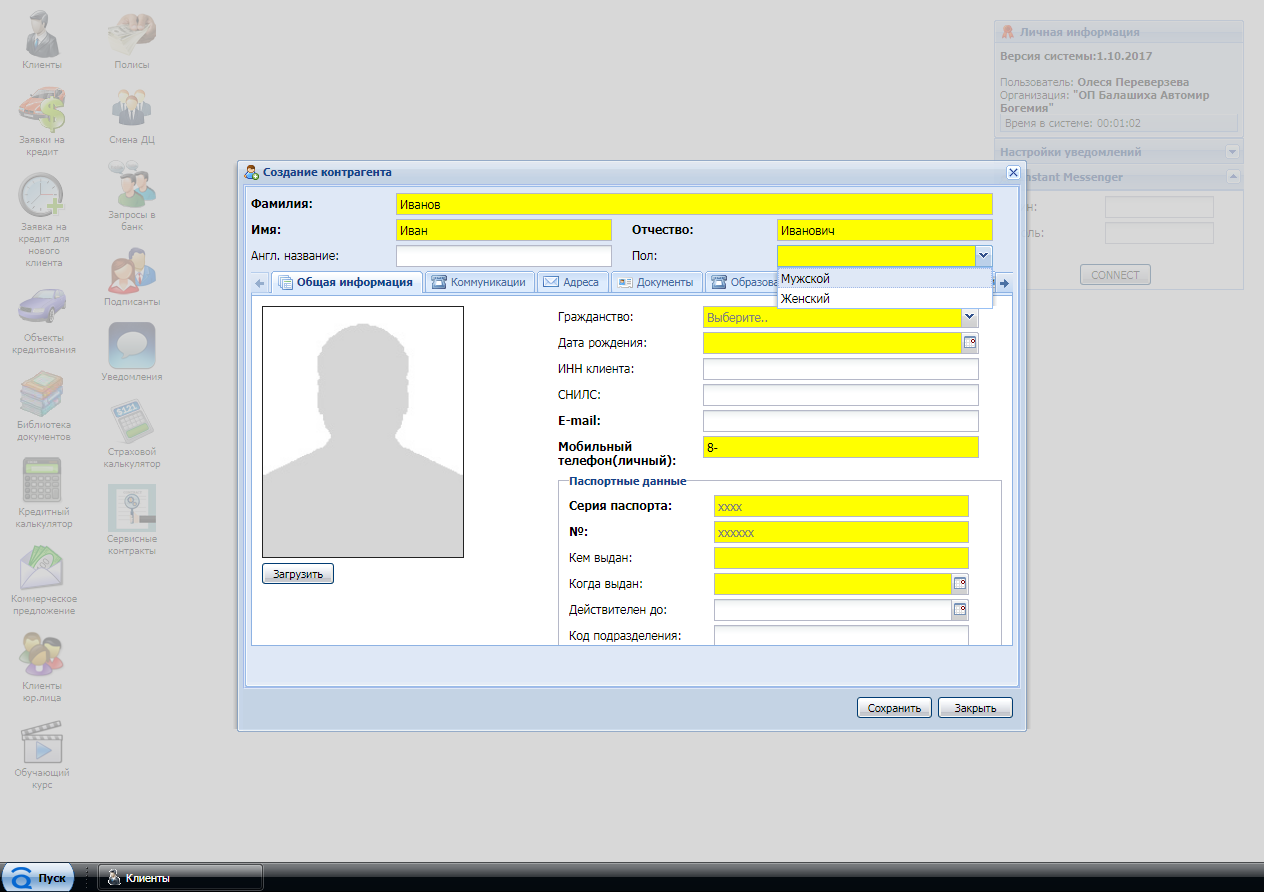 Клиенты
Полисы
Заявки на
кредит
Смена ДЦ
Заявка на
кредит для
нового
клиента
Запросы в
банк
Подписанты
Объекты
кредитования
Уведомления
Библиотека
документов
Страховой
калькулятор
Кредитный
калькулятор
Сервисные
контракты
Коммерческое
предложение
Клиенты
юр.лица
Обучающий
курс
Личная информация
Версия системы:1.10.2017
Пользователь: Олеся Переверзева
Организация: "ОП Балашиха Автомир
Богемия"
Время в системе: 00:01:02
Настройки уведомлений
nstant Messenger
н:
ль:
CONNECT
Создание контрагента
Фамилия: Иванов
Имя: Иван Отчество: Иванович
Англ. название: Пол:
Мужской
Женский
Общая информация Коммуникации Адреса Документы Образова
Гражданство: Выберите..
Дата рождения:
ИНН клиента:
СНИЛС:
E-mail:
Мобильный
телефон(личный): 8-
Паспортные данные
Серия паспорта: xxxx
№: xxxxxx
Кем выдан:
Когда выдан:
Действителен до:
Код подразделения:
Загрузить
Сохранить Закрыть
Пуск Клиенты